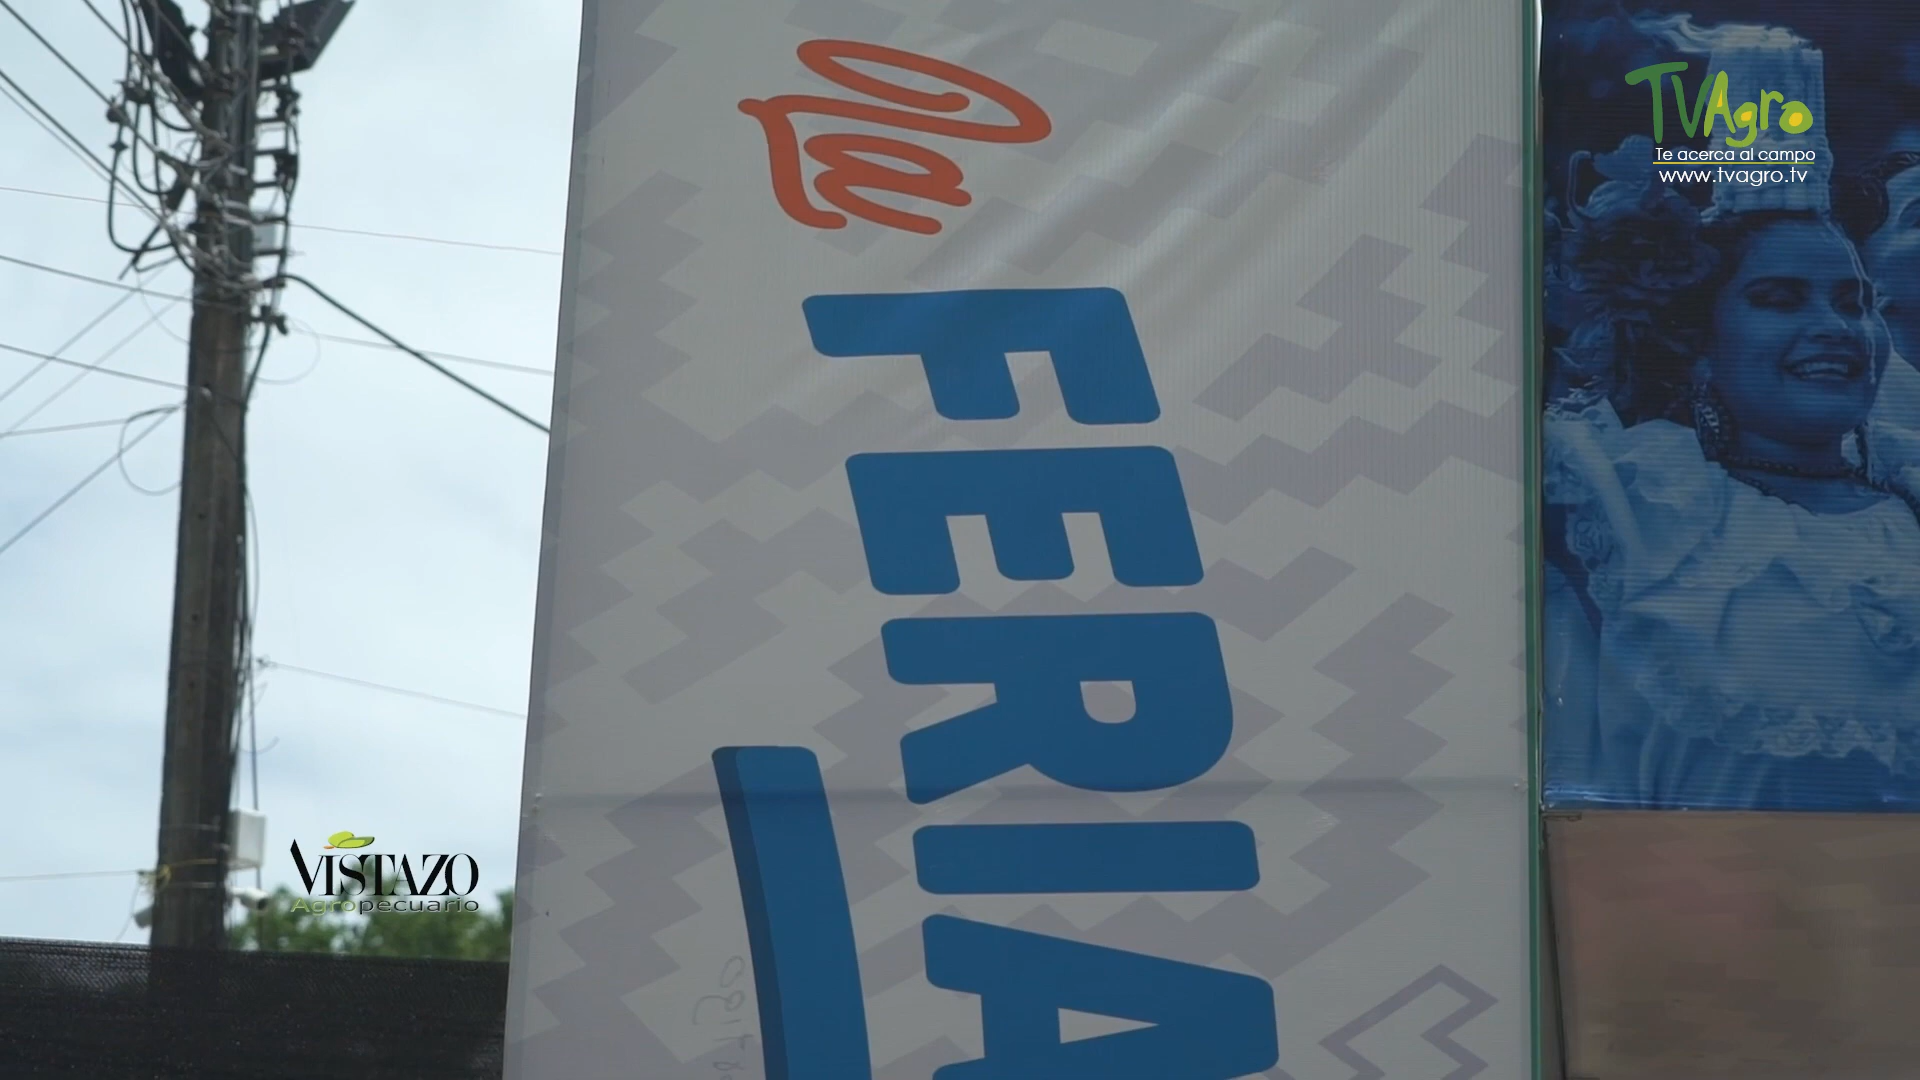 la
FERIA
TVAgro
Te acerca al campo
www.tvagro.tv
VISTAZO
Agropecuario